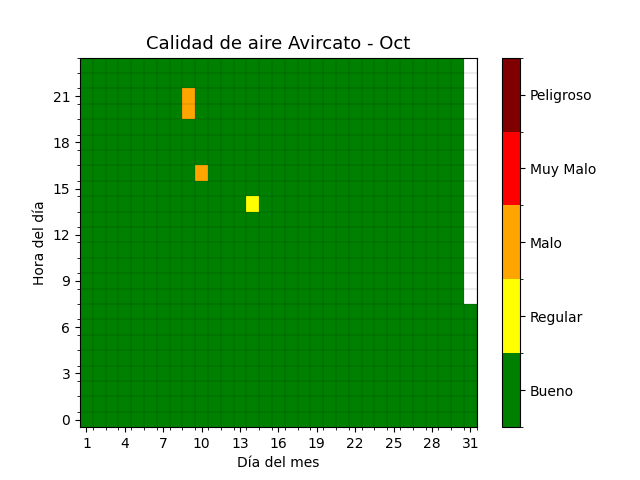 Calidad de aire Avircato - Oct
Hora del día
21
18
15
12
9
6
3
0
1 4 7 10 13 16 19 22 25 28 31
Día del mes
Peligroso
Muy Malo
Malo
Regular
Bueno